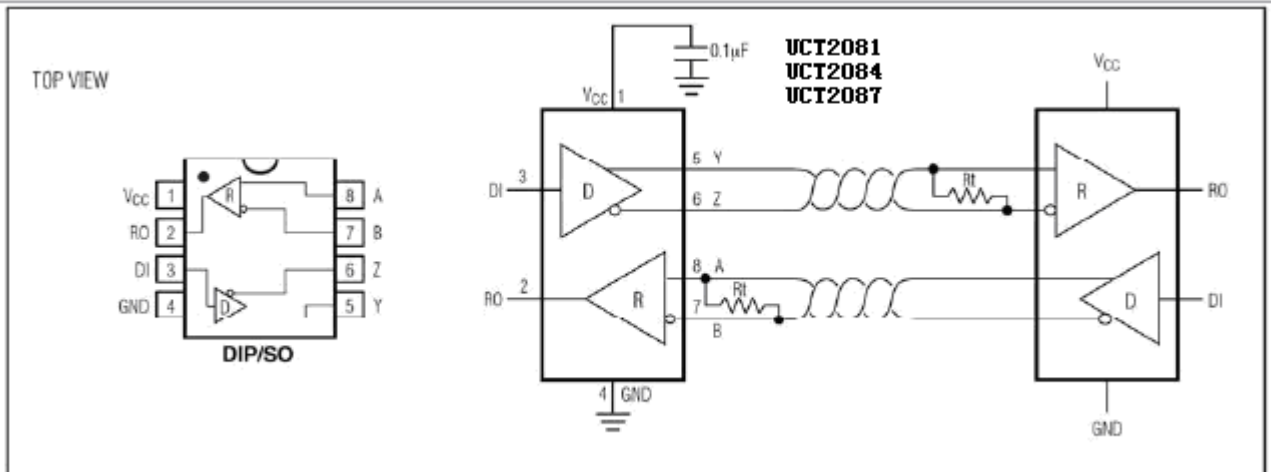 TOP VIEW
VCC 1
RO 2
DI 3
GND 4
8 A
7 B
6 Z
5 Y
R
D
DIP/SO
0.1µF
UCT2081
UCT2084
UCT2087
VCC 1
DI 3
D
5 Y
6 Z
Rt
R
RO
VCC
RO 2
R
8 A
7
B
Rt
D
DI
4 GND
GND